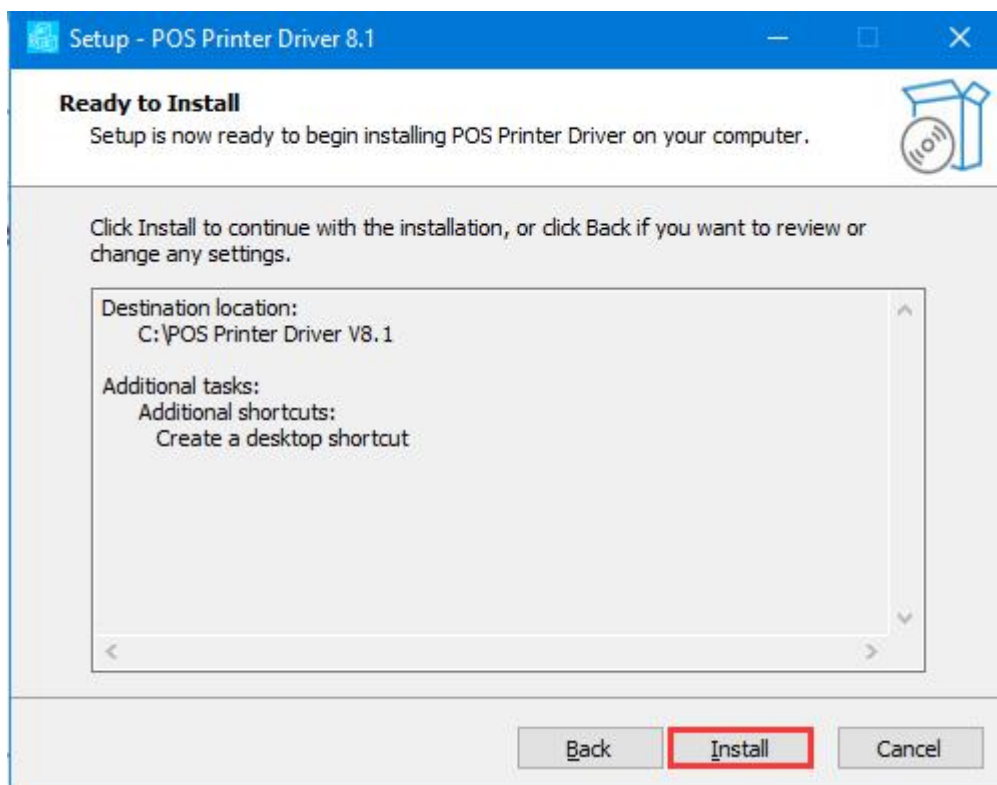 Setup - POS Printer Driver 8.1
Ready to Install
Setup is now ready to begin installing POS Printer Driver on your computer.
Click Install to continue with the installation, or click Back if you want to review or
change any settings.
Destination location:
C:\POS Printer Driver V8.1
Additional tasks:
Additional shortcuts:
Create a desktop shortcut
Back
Install
Cancel